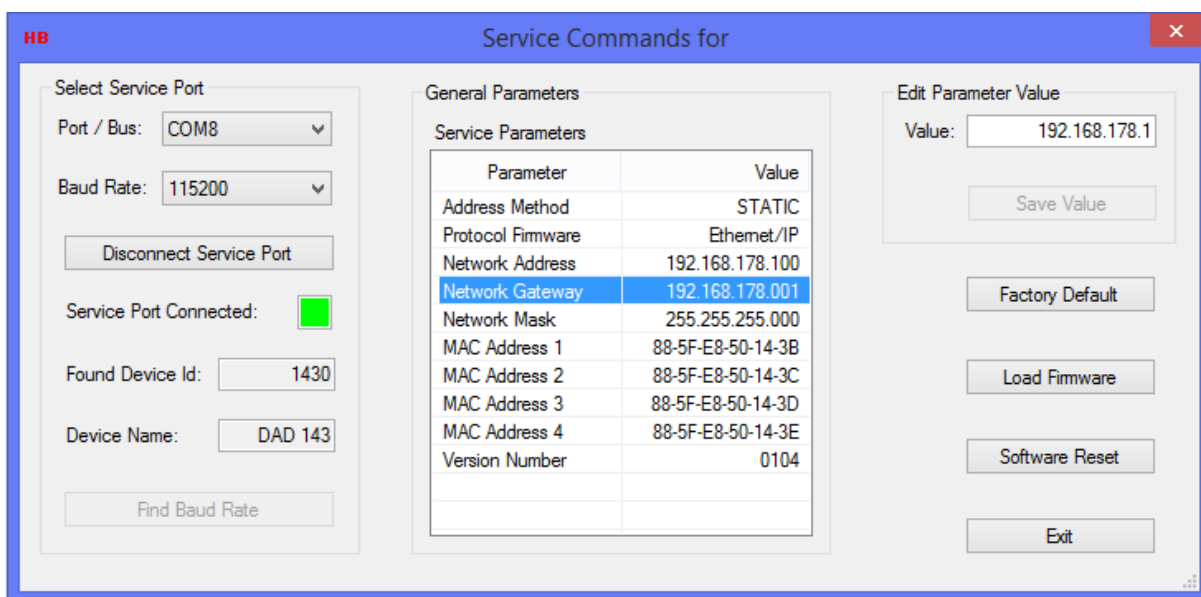 HB
Service Commands for
Select Service Port
Port / Bus: COM8
Baud Rate: 115200
Disconnect Service Port
Service Port Connected:
Found Device Id: 1430
Device Name: DAD 143
Find Baud Rate
General Parameters
Service Parameters
Parameter Value
Address Method STATIC
Protocol Firmware Ethernet/IP
Network Address 192.168.178.100
Network Gateway 192.168.178.001
Network Mask 255.255.255.000
MAC Address 1 88-5F-E8-50-14-3B
MAC Address 2 88-5F-E8-50-14-3C
MAC Address 3 88-5F-E8-50-14-3D
MAC Address 4 88-5F-E8-50-14-3E
Version Number 0104
Edit Parameter Value
Value: 192.168.178.1
Save Value
Factory Default
Load Firmware
Software Reset
Exit